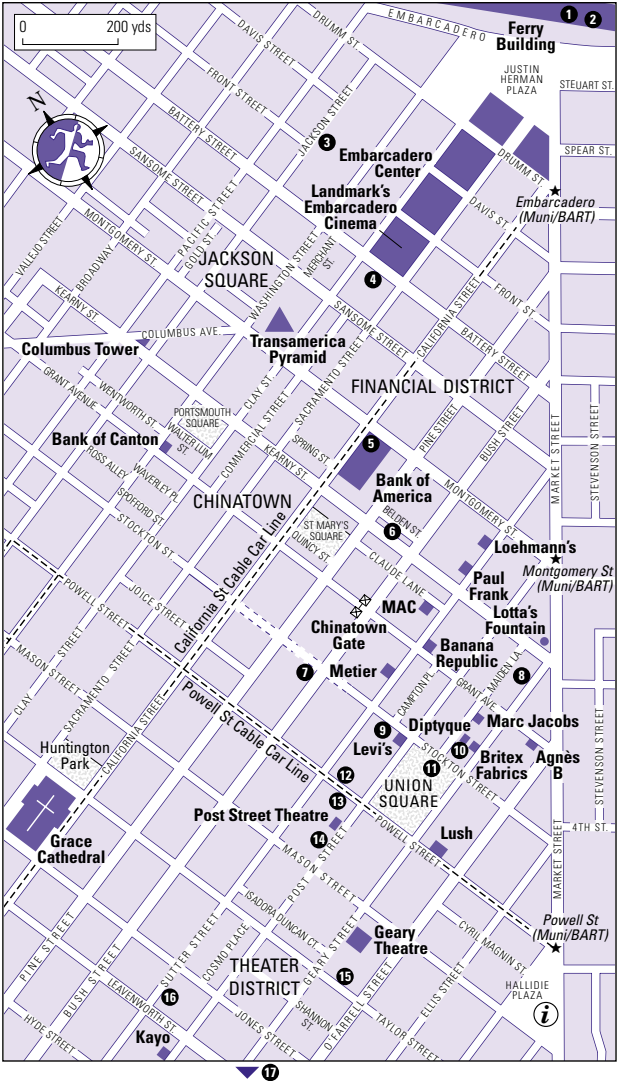 0 200 yds
N
EMBARCADERO
1
2
Ferry
Building
JUSTIN
HERMAN
PLAZA
STEUART ST.
SPEAR ST.
DRUMM ST.
DAVIS STREET
FRONT STREET
BATTERY STREET
SANSOME STREET
MONTGOMERY ST
KEARNY ST.
JACKSON STREET
3
Embarcadero
Center
Landmark's
Embarcadero
Cinema
DRUMM ST
DAVIS ST.
FRONT ST.
BATTERY STREET
Embarcadero
(Muni/BART)
PACIFIC STREET
GOLD ST.
VALLEJO STREET
BROADWAY
JACKSON
SQUARE
WASHINGTON STREET
MERCHANT
ST.
4
SANSOME STREET
CALIFORNIA STREET
COLUMBUS AVE.
Columbus Tower
Transamerica
Pyramid
CLAY ST.
SACRAMENTO STREET
FINANCIAL DISTRICT
GRANT AVENUE
WENTWORTH ST.
PORTSMOUTH
SQUARE
WALTER LUM
ST.
COMMERCIAL STREET
SPRING ST.
KEARNY ST.
Bank of Canton
ROSS ALLEY
WAVERLEY PL
SPOFFORD ST.
STOCKTON ST.
CHINATOWN
5
PINE STREET
BUSH STREET
MARKET STREET
STEVENSON STREET
Bank of
America
BELDEN ST.
6
MONTGOMERY ST.
ST MARY'S
SQUARE
QUINCY ST.
Loehmann's
Montgomery St
(Muni/BART)
CLAUDE LANE
Paul
Frank
MAC
Lotta's
Fountain
California St Cable Car Line
Chinatown
Gate
Banana
Republic
MAIDEN LA.
8
7
Metier
GRANT AVE.
CAMPTON PL.
POWELL STREET
JOICE STREET
MASON STREET
CLAY STREET
SACRAMENTO STREET
CALIFORNIA STREET
Powell St Cable Car Line
9
Levi's
Diptyque
Marc Jacobs
10
Britex
Fabrics
Agnès
B
STOCKTON STREET
11
UNION
SQUARE
12
13
Huntington
Park
Grace
Cathedral
Post Street Theatre
14
POST STREET
POWELL STREET
Lush
4TH ST.
MARKET STREET
STEVENSON STREET
MASON STREET
Powell St
(Muni/BART)
ISADORA DUNCAN CT.
Geary
Theatre
CYRIL MAGNIN ST.
PINE STREET
BUSH STREET
SUTTER STREET
COSMO PLACE
GEARY STREET
THEATER
DISTRICT
15
ELLIS STREET
HALLIDIE
PLAZA
i
16
LEAVENWORTH ST.
HYDE STREET
JONES STREET
SHANNON
ST.
O'FARRELL STREET
TAYLOR STREET
Kayo
17